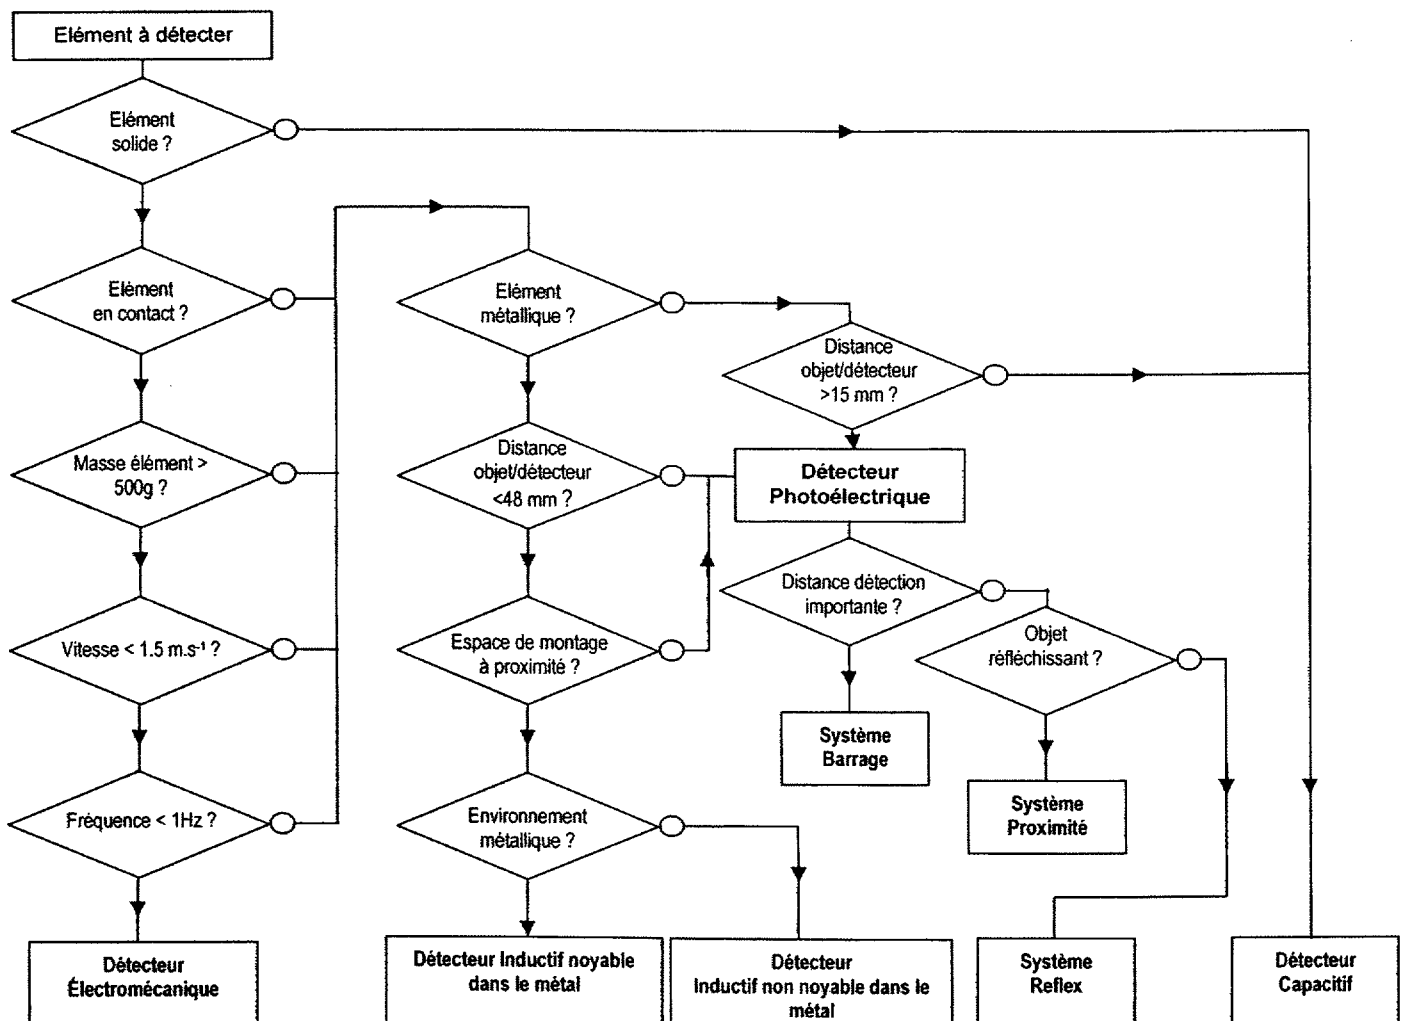 Elément à détecter
Elément
solide ?
Elément
en contact ?
Masse élément >
500g ?
Vitesse < 1.5 m.s⁻¹ ?
Fréquence < 1Hz ?
Détecteur
Électromécanique
Elément
métallique ?
Distance
objet/détecteur
<48 mm ?
Espace de montage
à proximité ?
Environnement
métallique ?
Détecteur Inductif noyable
dans le métal
Détecteur
Inductif non noyable dans le
métal
Distance
objet/détecteur
>15 mm ?
Détecteur
Photoélectrique
Distance détection
importante ?
Système
Barrage
Objet
réfléchissant ?
Système
Proximité
Système
Reflex
Détecteur
Capacitif